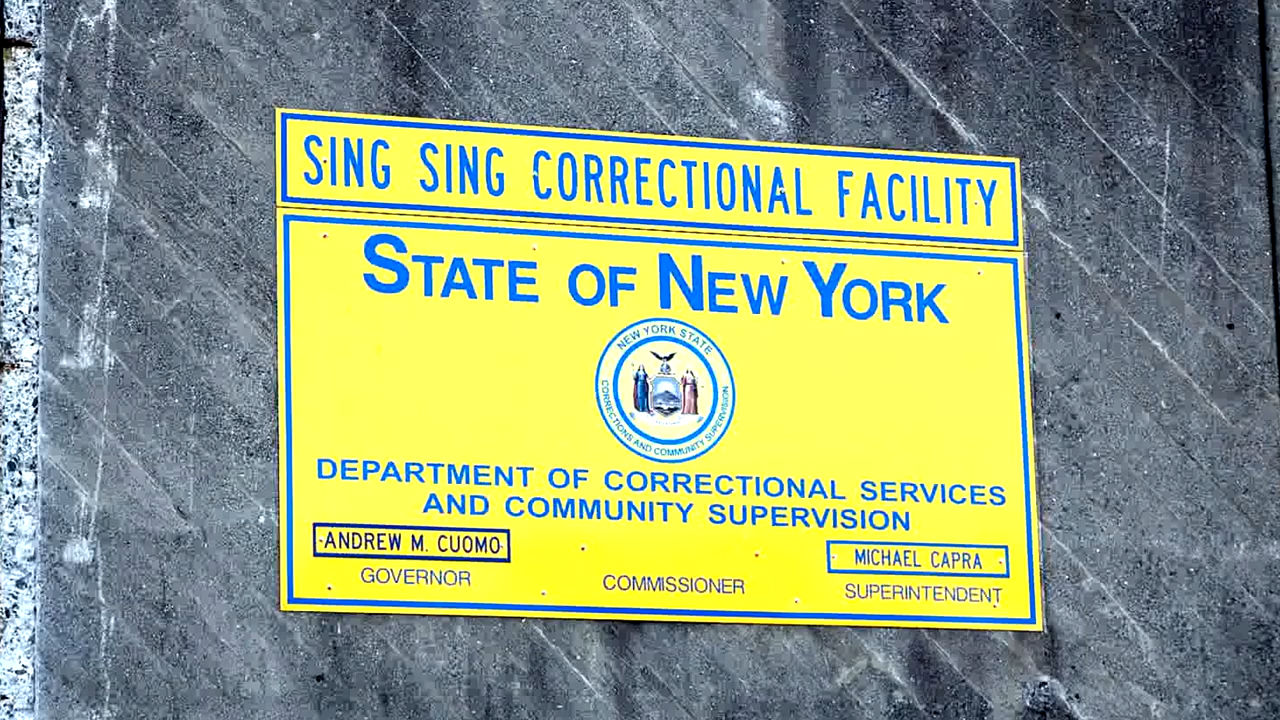 SING SING CORRECTIONAL FACILITY
STATE OF NEW YORK
NEW YORK STATE
CORRECTIONS AND COMMUNITY SUPERVISION
DEPARTMENT OF CORRECTIONAL SERVICES
AND COMMUNITY SUPERVISION
ANDREW M. CUOMO
MICHAEL CAPRA
GOVERNOR
COMMISSIONER
SUPERINTENDENT